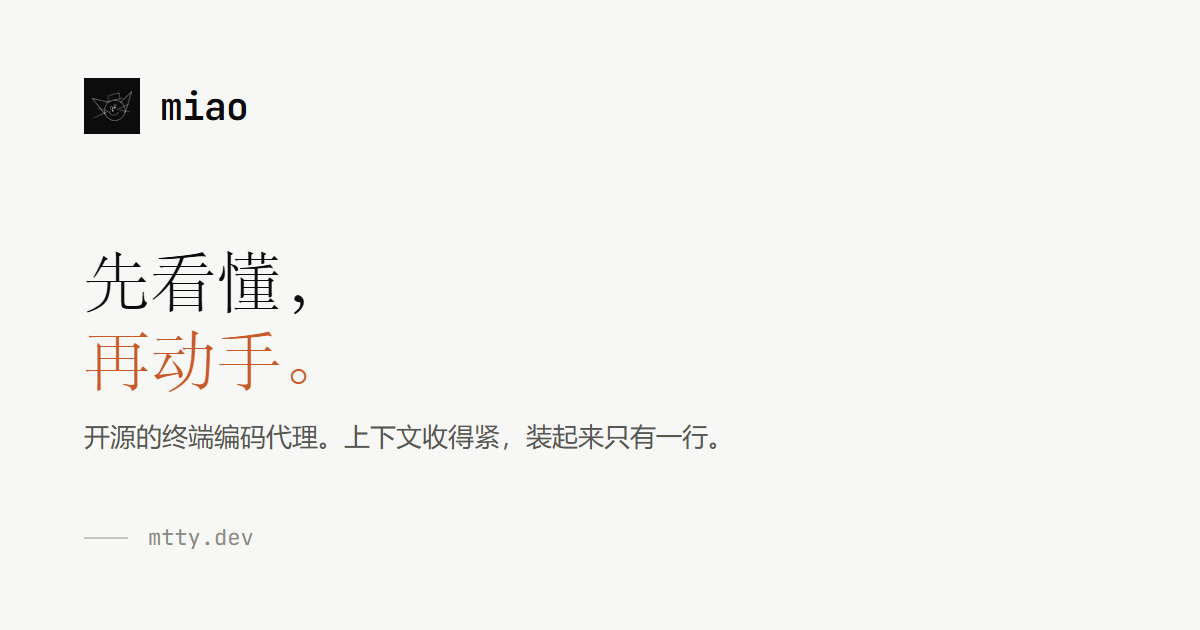 miao
先看懂，
再动手。
开源的终端编码代理。上下文收得紧，装起来只有一行。
mtty.dev